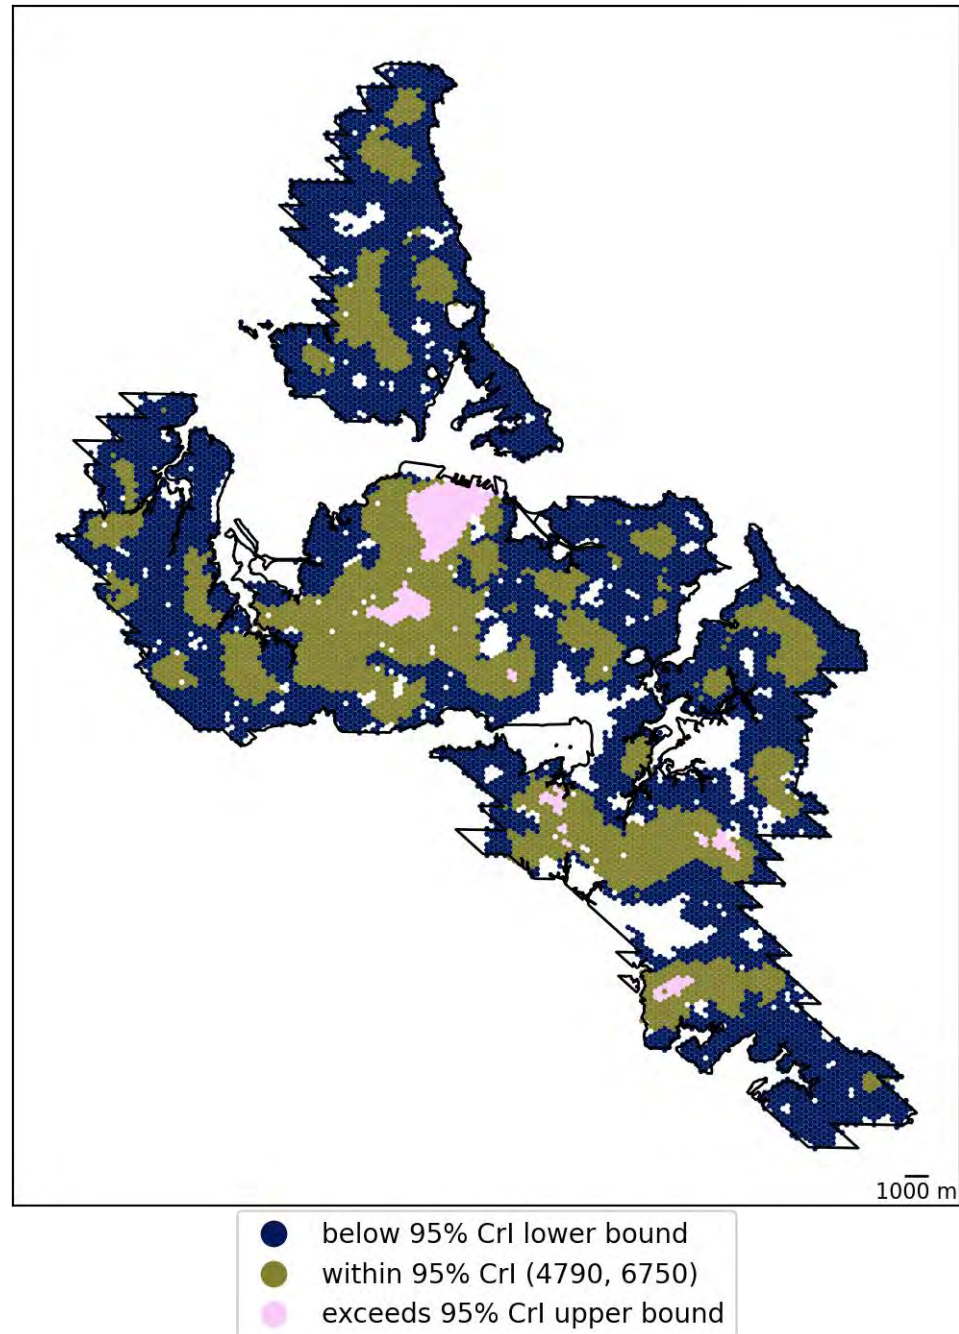 1000 m
below 95% CrI lower bound
within 95% CrI (4790, 6750)
exceeds 95% CrI upper bound